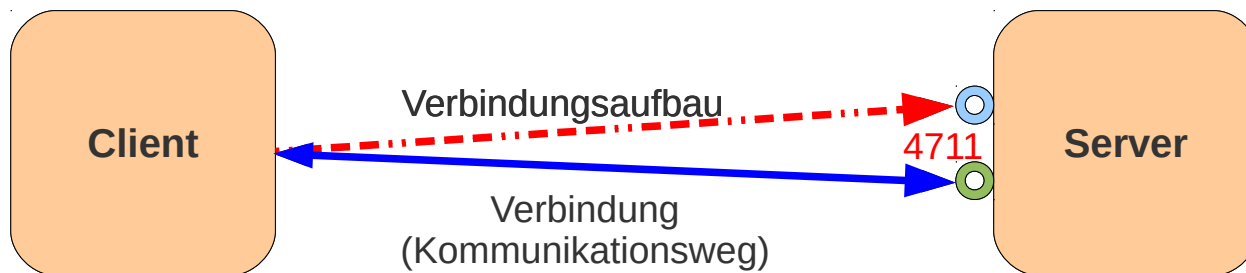 Verbindungsaufbau
Client
4711
Server
Verbindung
(Kommunikationsweg)